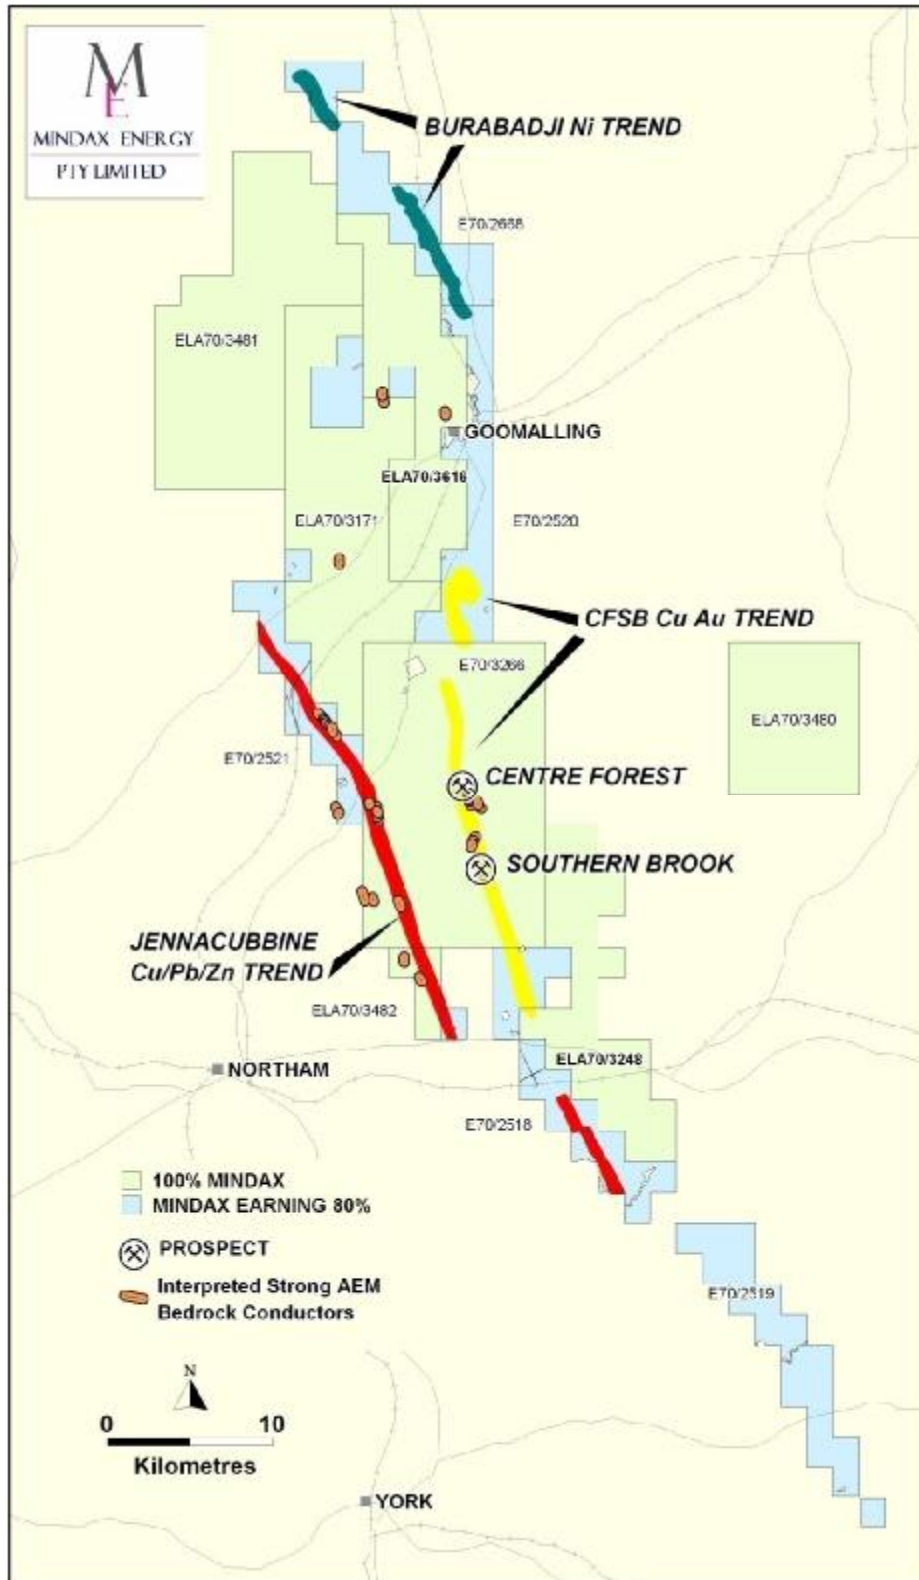 ME
MINDAX ENERGY
PTY LIMITED
BURABADJI Ni TREND
E70/2668
ELA70/3481
GOOMALLING
ELA70/3616
ELA70/3171
E70/2520
CFSB Cu Au TREND
E70/3266
ELA70/3480
E70/2521
CENTRE FOREST
SOUTHERN BROOK
JENNACUBBINE
Cu/Pb/Zn TREND
ELA70/3482
ELA70/3248
NORTHAM
E70/2518
100% MINDAX
MINDAX EARNING 80%
PROSPECT
Interpreted Strong AEM
Bedrock Conductors
E70/2519
N
0 10
Kilometres
YORK